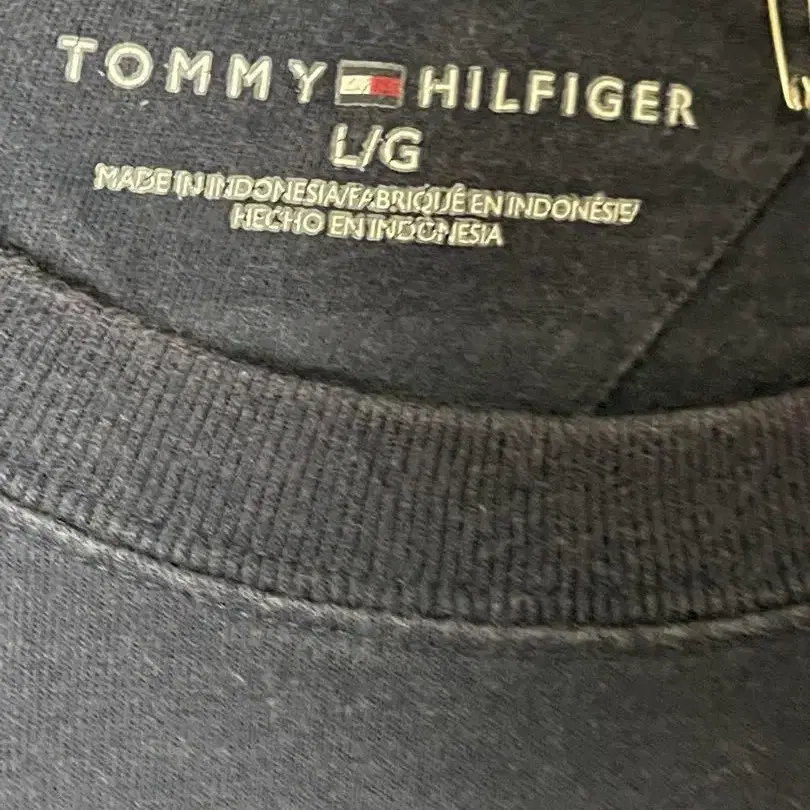 TOMMY HILFIGER
L/G
MADE IN INDONESIA/FABRIQUÉ EN INDONÉSIE/
HECHO EN INDONESIA